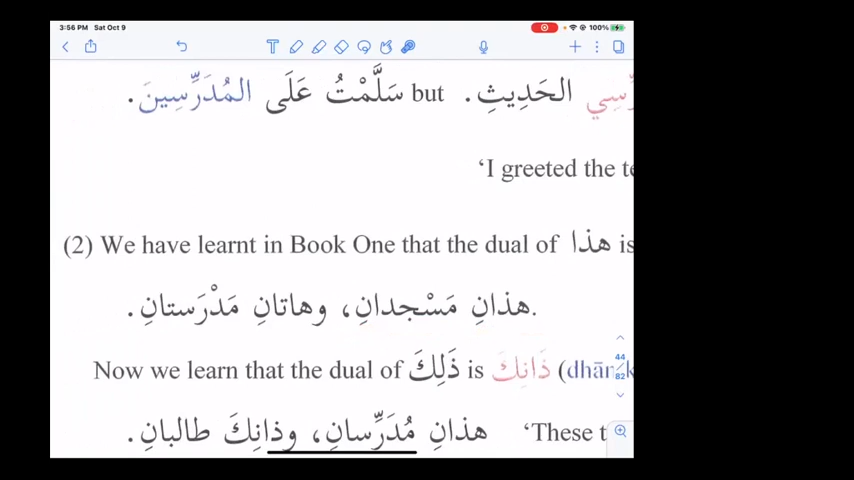 3:56 PM Sat Oct 9 100%
سَلَّمْتُ عَلَى المُدَرِّسِينَ. but الحَدِيثِ.
‘I greeted the
(2) We have learnt in Book One that the dual of هذا is
هذانِ مَسْجدانِ، وهاتانِ مَدْرَستانِ.
44
Now we learn that the dual of ذَلِكَ is ذَانِكَ (dhān
82
هذانِ مُدَرِّسانِ، وذانِكَ طالبانِ. ‘These